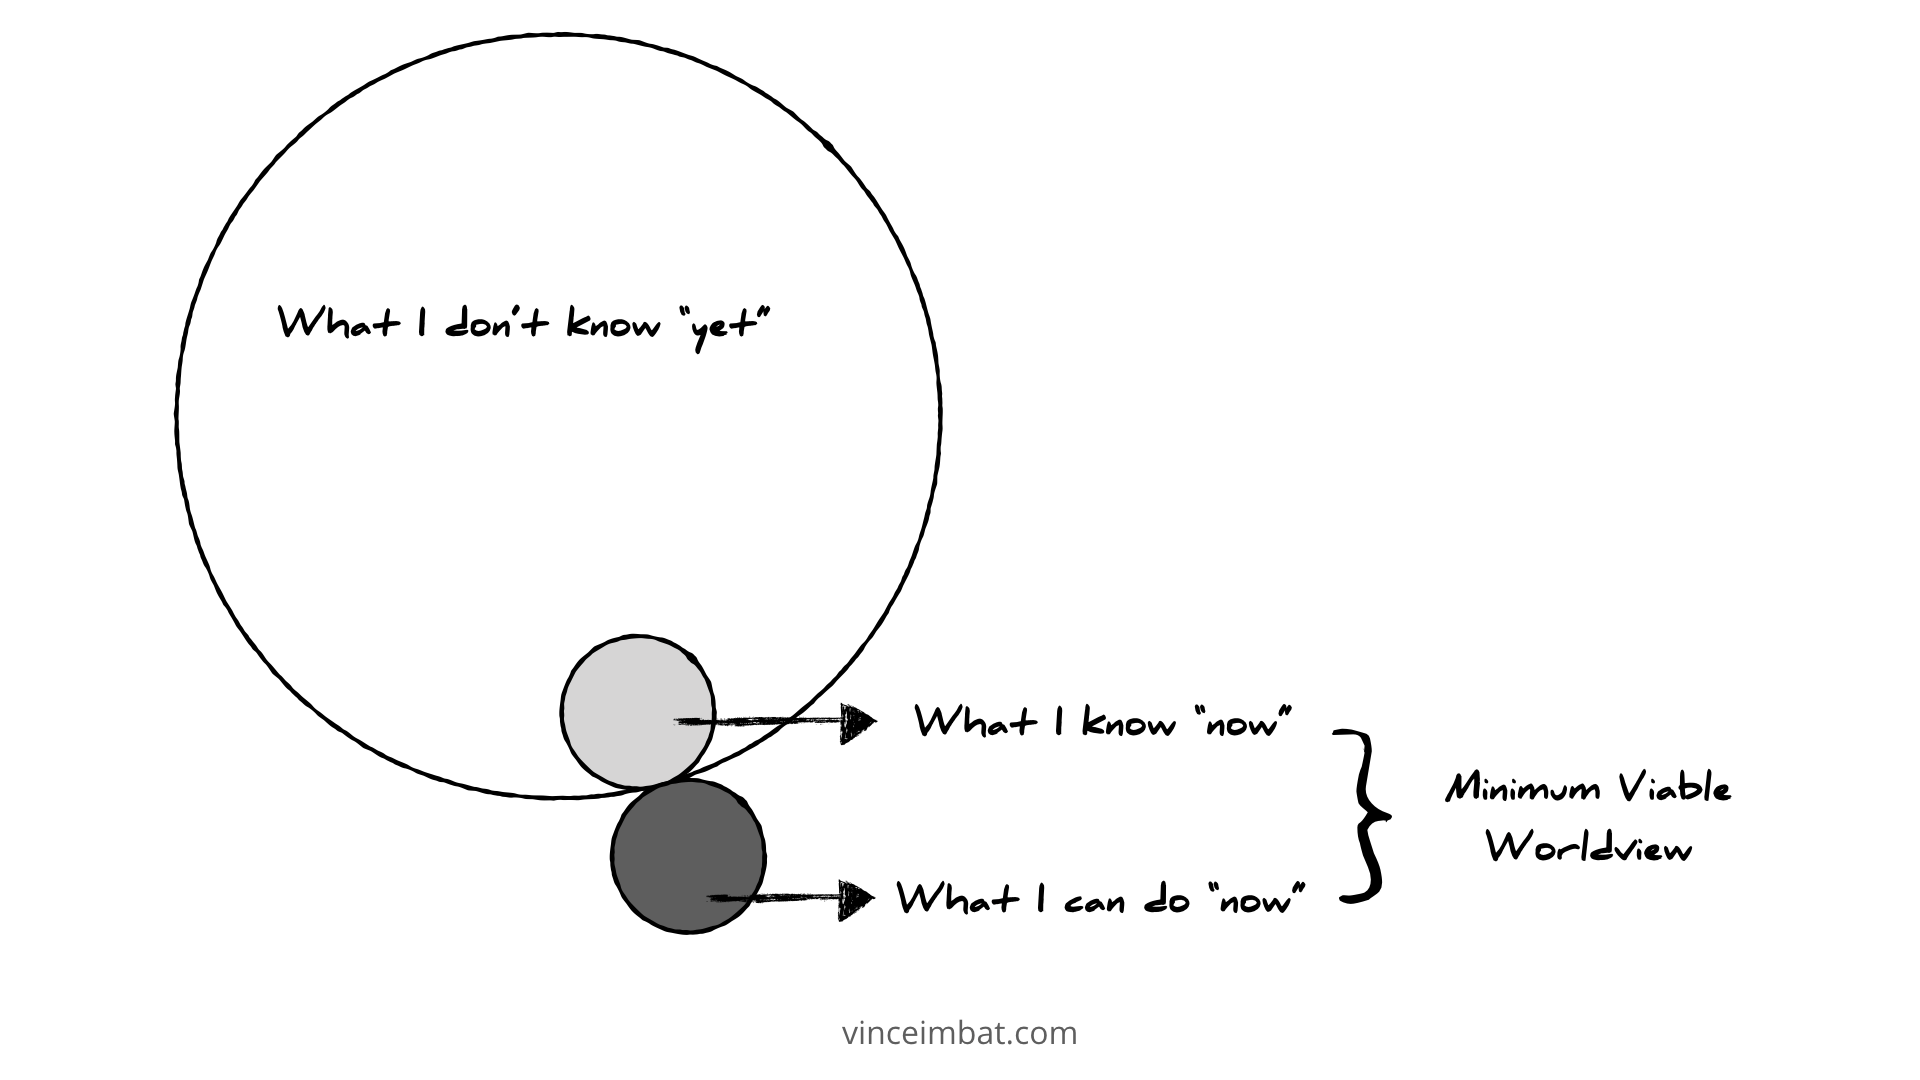 What I don't know "yet"
What I know "now"
Minimum Viable
Worldview
What I can do "now"
vinceimbat.com